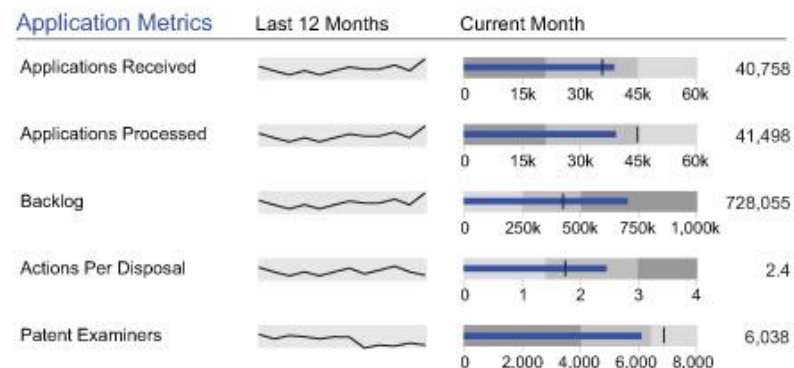 Application Metrics Last 12 Months Current Month
Applications Received 40,758
0 15k 30k 45k 60k
Applications Processed 41,498
0 15k 30k 45k 60k
Backlog 728,055
0 250k 500k 750k 1,000k
Actions Per Disposal 2.4
0 1 2 3 4
Patent Examiners 6,038
0 2,000 4,000 6,000 8,000